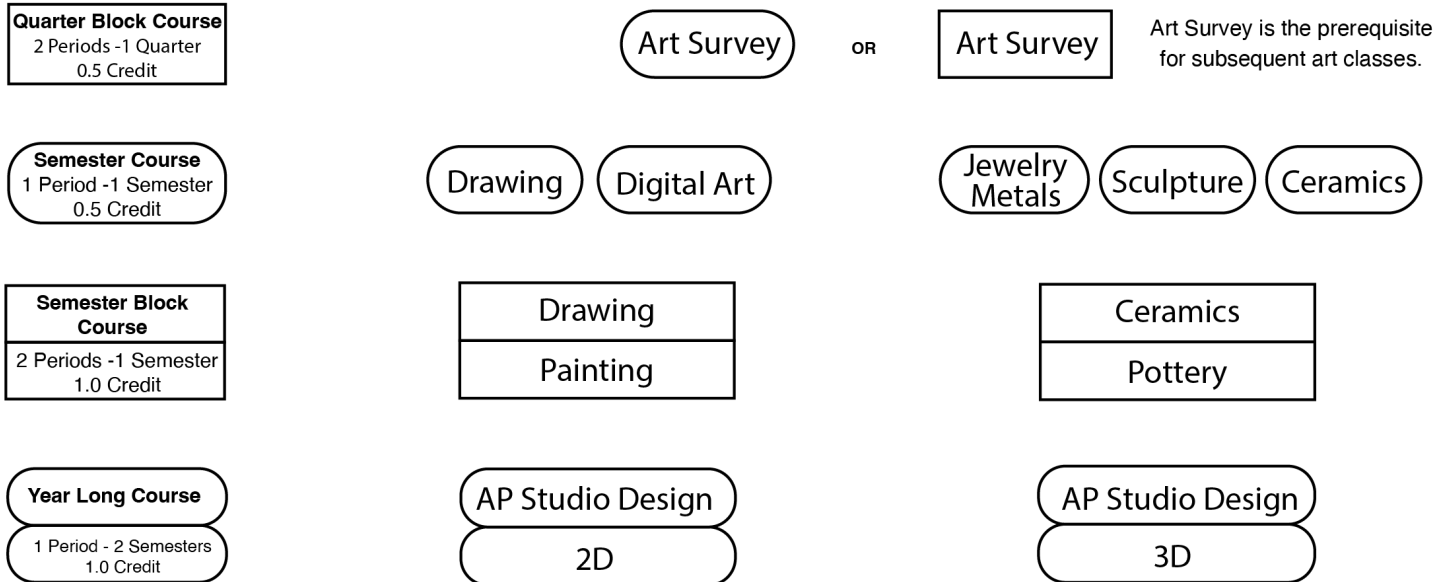 Quarter Block Course
2 Periods -1 Quarter
0.5 Credit
Art Survey
OR
Art Survey
Art Survey is the prerequisite
for subsequent art classes.
Semester Course
1 Period -1 Semester
0.5 Credit
Drawing
Digital Art
Jewelry
Metals
Sculpture
Ceramics
Semester Block
Course
2 Periods -1 Semester
1.0 Credit
Drawing
Painting
Ceramics
Pottery
Year Long Course
1 Period - 2 Semesters
1.0 Credit
AP Studio Design
2D
AP Studio Design
3D